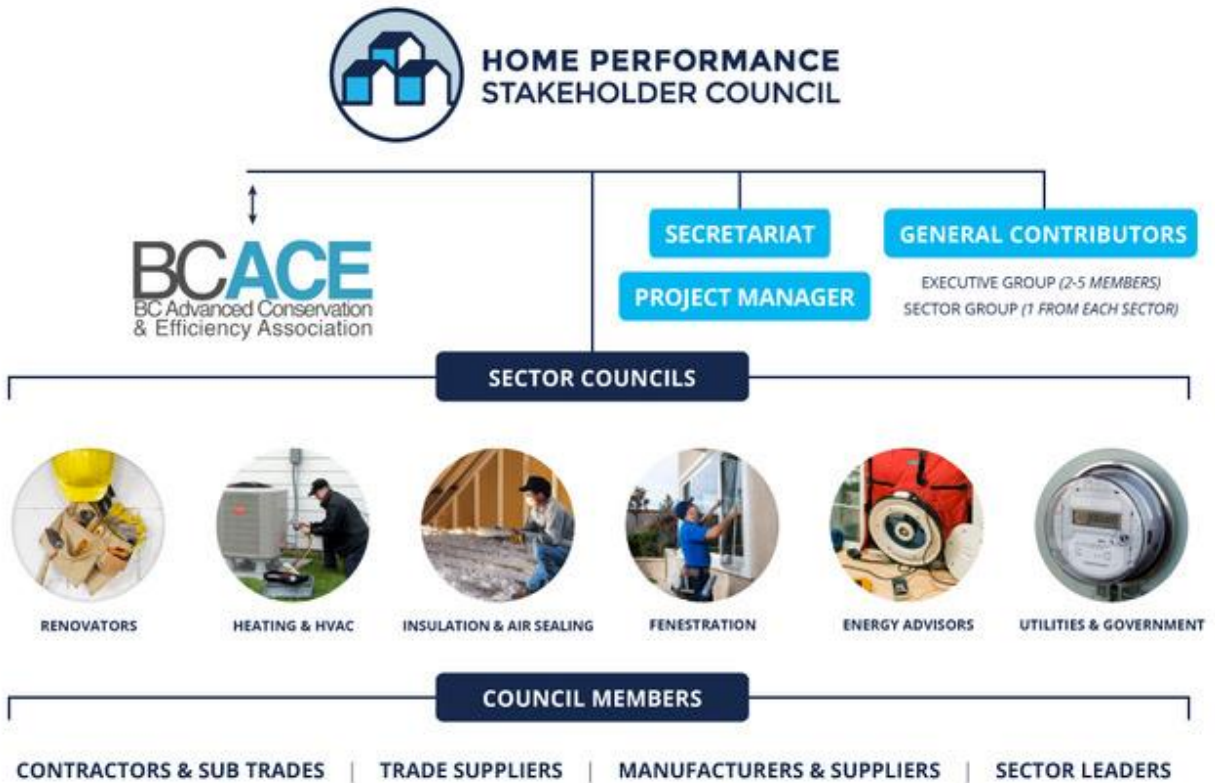 HOME PERFORMANCE
STAKEHOLDER COUNCIL
BCACE
BC Advanced Conservation
& Efficiency Association
SECRETARIAT
PROJECT MANAGER
GENERAL CONTRIBUTORS
EXECUTIVE GROUP (2-5 MEMBERS)
SECTOR GROUP (1 FROM EACH SECTOR)
SECTOR COUNCILS
RENOVATORS
HEATING & HVAC
INSULATION & AIR SEALING
FENESTRATION
ENERGY ADVISORS
UTILITIES & GOVERNMENT
COUNCIL MEMBERS
CONTRACTORS & SUB TRADES | TRADE SUPPLIERS | MANUFACTURERS & SUPPLIERS | SECTOR LEADERS